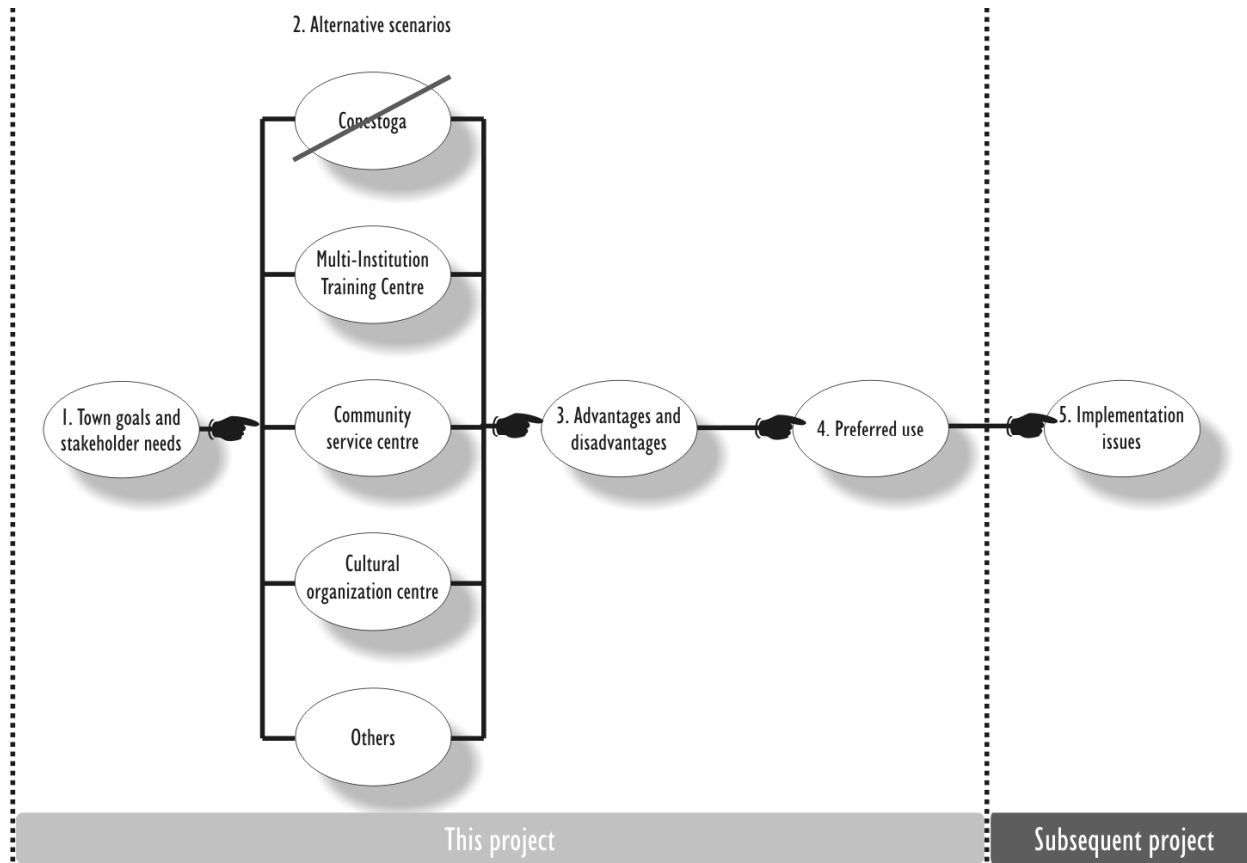 2. Alternative scenarios
Conestoga
Multi-Institution
Training Centre
1. Town goals and
stakeholder needs
Community
service centre
3. Advantages and
disadvantages
4. Preferred use
5. Implementation
issues
Cultural
organization centre
Others
This project
Subsequent project